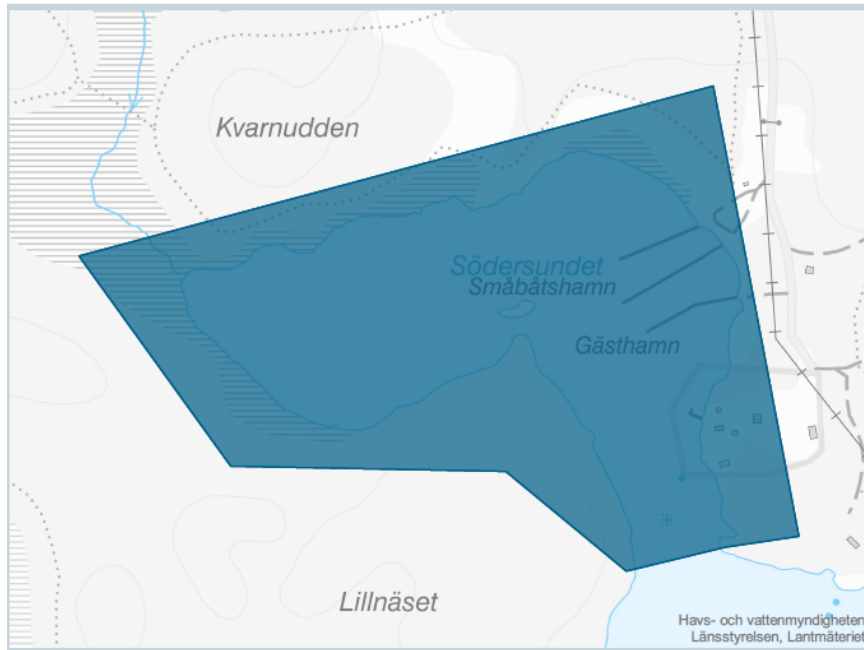 Kvarnudden
Södersundet
Småbåtshamn
Gästhamn
Lillnäset
Havs- och vattenmyndigheten
Länsstyrelsen, Lantmäteriet